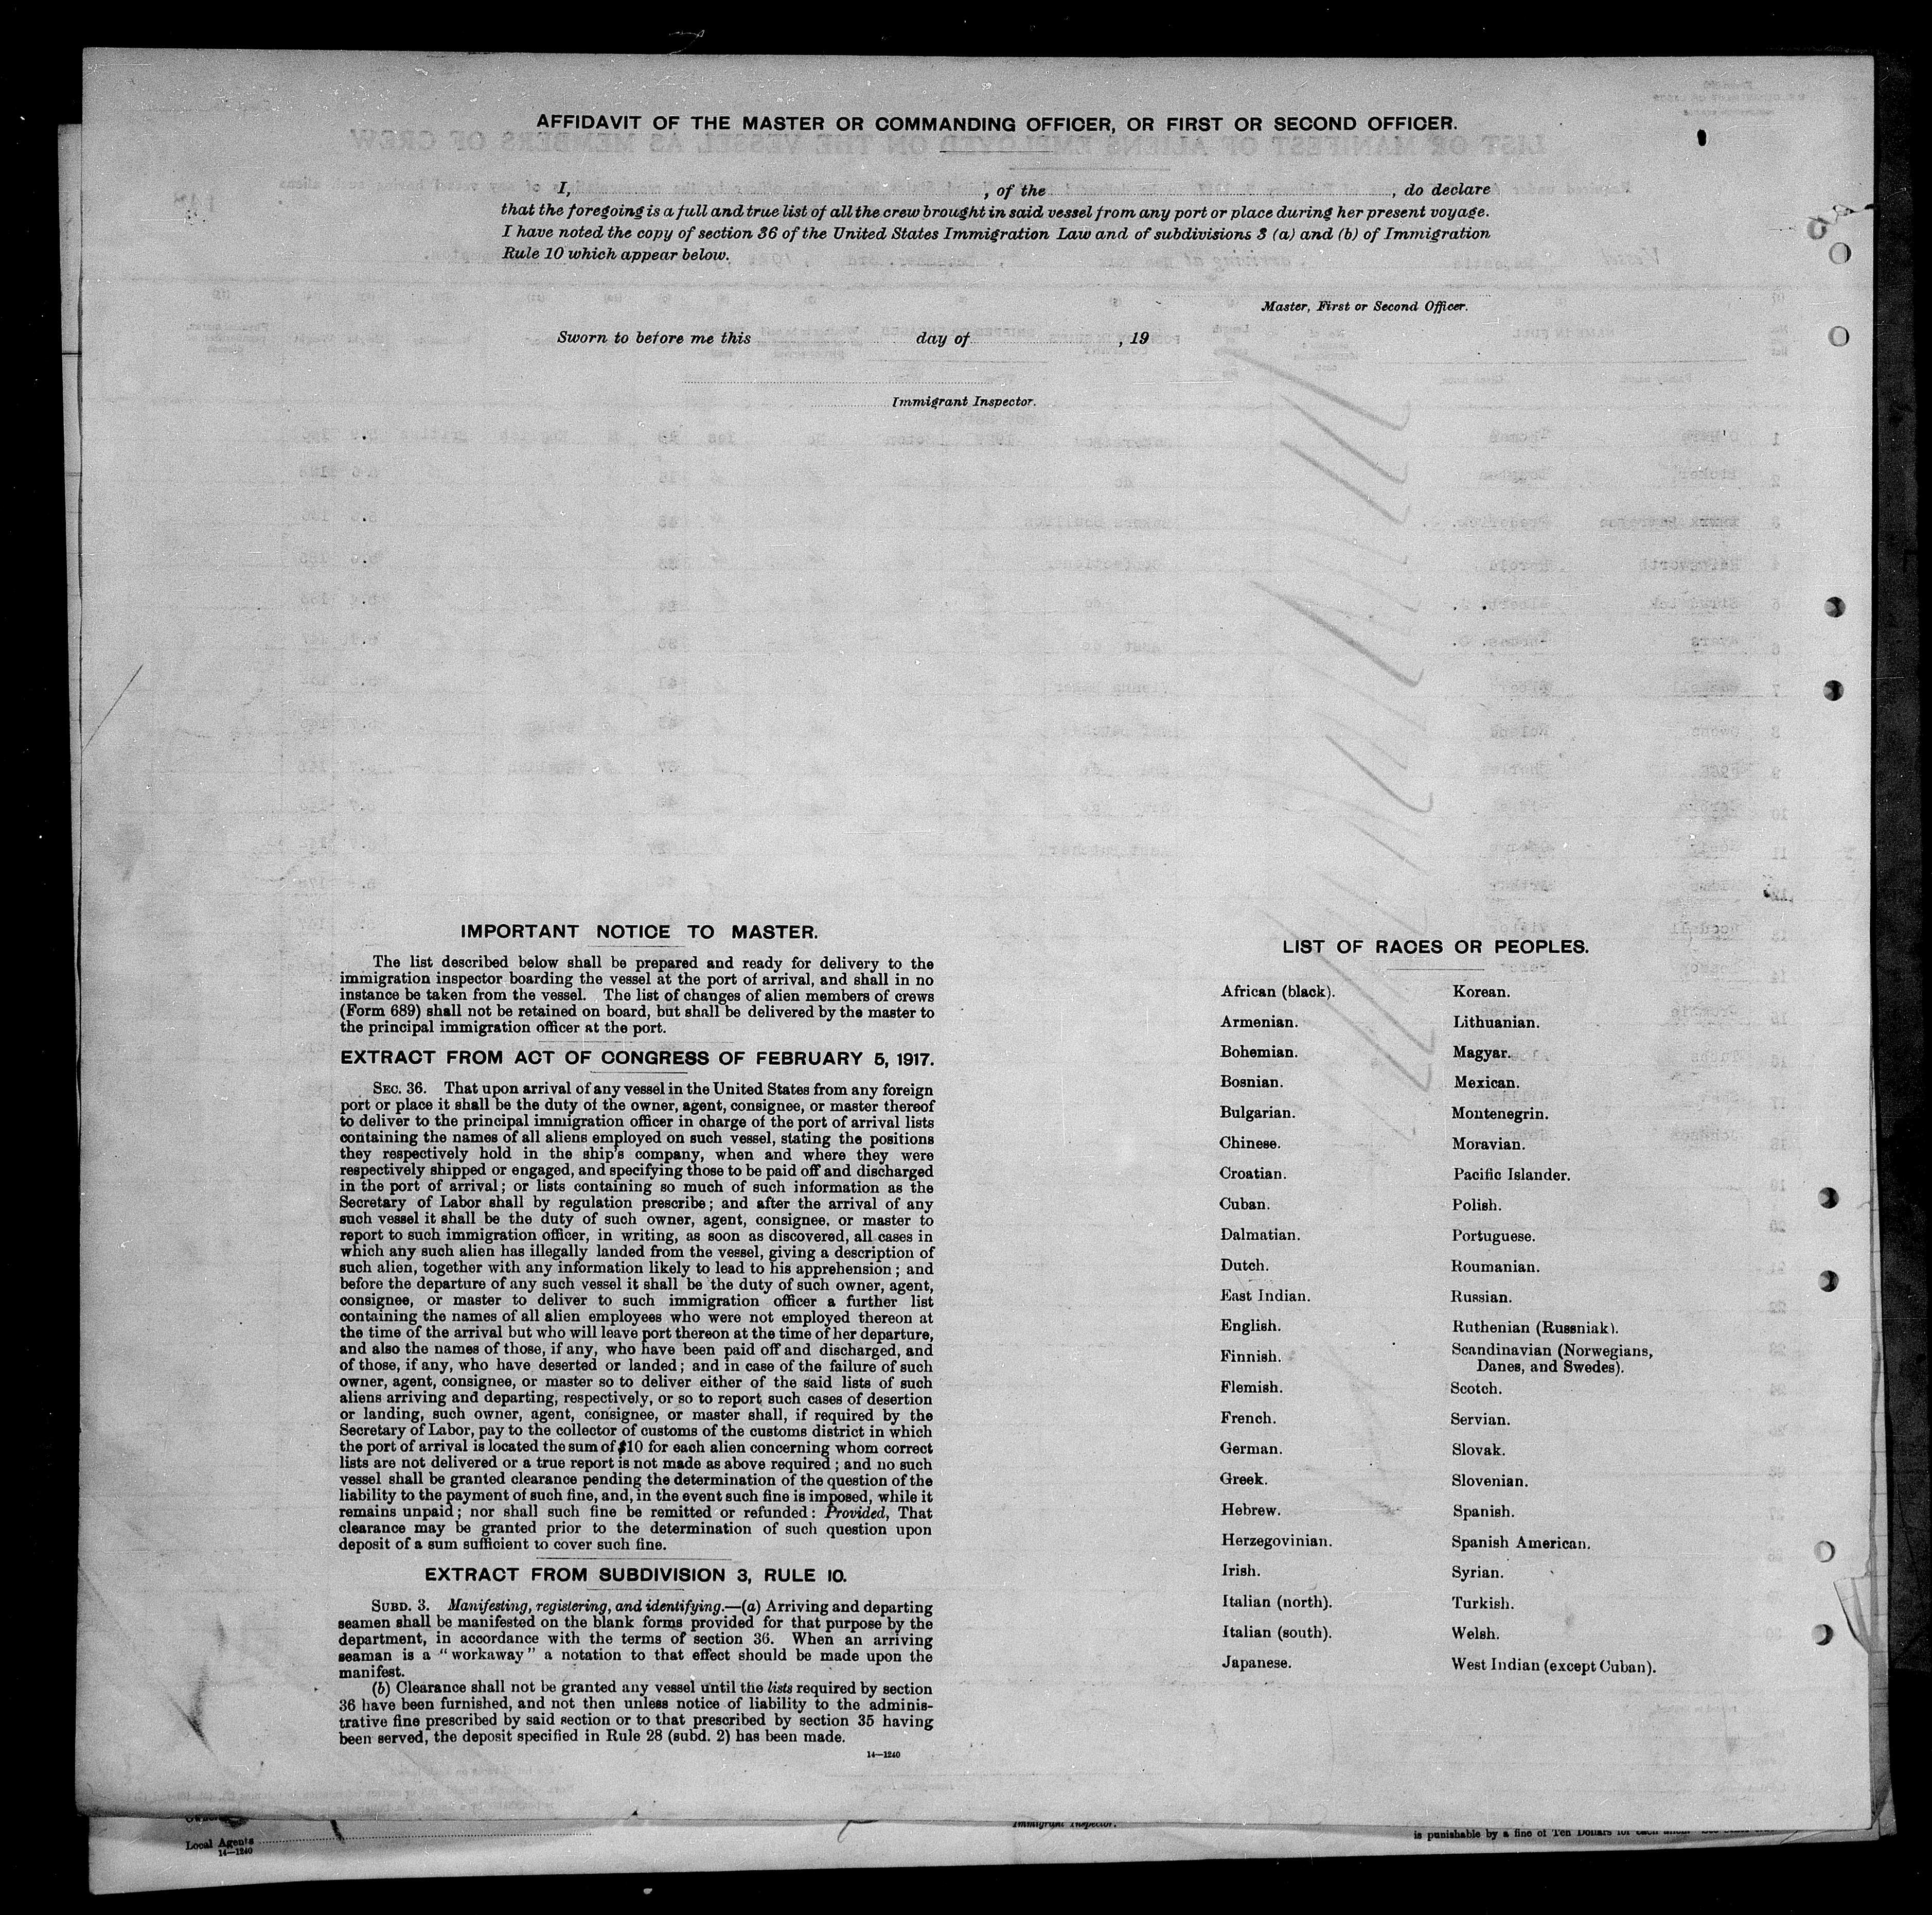 AFFIDAVIT OF THE MASTER OR COMMANDING OFFICER, OR FIRST OR SECOND OFFICER.
I, , of the , do declare
that the foregoing is a full and true list of all the crew brought in said vessel from any port or place during her present voyage.
I have noted the copy of section 36 of the United States Immigration Law and of subdivisions 3 (a) and (b) of Immigration
Rule 10 which appear below.
Master, First or Second Officer.
Sworn to before me this day of , 19
Immigrant Inspector.
IMPORTANT NOTICE TO MASTER.
The list described below shall be prepared and ready for delivery to the
immigration inspector boarding the vessel at the port of arrival, and shall in no
instance be taken from the vessel. The list of changes of alien members of crews
(Form 689) shall not be retained on board, but shall be delivered by the master to
the principal immigration officer at the port.
EXTRACT FROM ACT OF CONGRESS OF FEBRUARY 5, 1917.
SEC. 36. That upon arrival of any vessel in the United States from any foreign
port or place it shall be the duty of the owner, agent, consignee, or master thereof
to deliver to the principal immigration officer in charge of the port of arrival lists
containing the names of all aliens employed on such vessel, stating the positions
they respectively hold in the ship's company, when and where they were
respectively shipped or engaged, and specifying those to be paid off and discharged
in the port of arrival; or lists containing so much of such information as the
Secretary of Labor shall by regulation prescribe; and after the arrival of any
such vessel it shall be the duty of such owner, agent, consignee, or master to
report to such immigration officer, in writing, as soon as discovered, all cases in
which any such alien has illegally landed from the vessel, giving a description of
such alien, together with any information likely to lead to his apprehension; and
before the departure of any such vessel it shall be the duty of such owner, agent,
consignee, or master to deliver to such immigration officer a further list
containing the names of all alien employees who were not employed thereon at
the time of the arrival but who will leave port thereon at the time of her departure,
and also the names of those, if any, who have been paid off and discharged, and
of those, if any, who have deserted or landed; and in case of the failure of such
owner, agent, consignee, or master so to deliver either of the said lists of such
aliens arriving and departing, respectively, or so to report such cases of desertion
or landing, such owner, agent, consignee, or master shall, if required by the
Secretary of Labor, pay to the collector of customs of the customs district in which
the port of arrival is located the sum of $10 for each alien concerning whom correct
lists are not delivered or a true report is not made as above required; and no such
vessel shall be granted clearance pending the determination of the question of the
liability to the payment of such fine, and, in the event such fine is imposed, while it
remains unpaid; nor shall such fine be remitted or refunded: Provided, That
clearance may be granted prior to the determination of such question upon
deposit of a sum sufficient to cover such fine.
EXTRACT FROM SUBDIVISION 3, RULE 10.
SUBD. 3. Manifesting, registering, and identifying.—(a) Arriving and departing
seamen shall be manifested on the blank forms provided for that purpose by the
department, in accordance with the terms of section 36. When an arriving
seaman is a "workaway" a notation to that effect should be made upon the
manifest.
(b) Clearance shall not be granted any vessel until the lists required by section
36 have been furnished, and not then unless notice of liability to the adminis-
trative fine prescribed by said section or to that prescribed by section 35 having
been served, the deposit specified in Rule 28 (subd. 2) has been made.
14—1240
LIST OF RACES OR PEOPLES.
African (black).
Armenian.
Bohemian.
Bosnian.
Bulgarian.
Chinese.
Croatian.
Cuban.
Dalmatian.
Dutch.
East Indian.
English.
Finnish.
Flemish.
French.
German.
Greek.
Hebrew.
Herzegovinian.
Irish.
Italian (north).
Italian (south).
Japanese.
Korean.
Lithuanian.
Magyar.
Mexican.
Montenegrin.
Moravian.
Pacific Islander.
Polish.
Portuguese.
Roumanian.
Russian.
Ruthenian (Russniak).
Scandinavian (Norwegians,
Danes, and Swedes).
Scotch.
Servian.
Slovak.
Slovenian.
Spanish.
Spanish American.
Syrian.
Turkish.
Welsh.
West Indian (except Cuban).
Local Agents
14—1240
Immigrant Inspector.
is punishable by a fine of Ten Dollars for each alien.